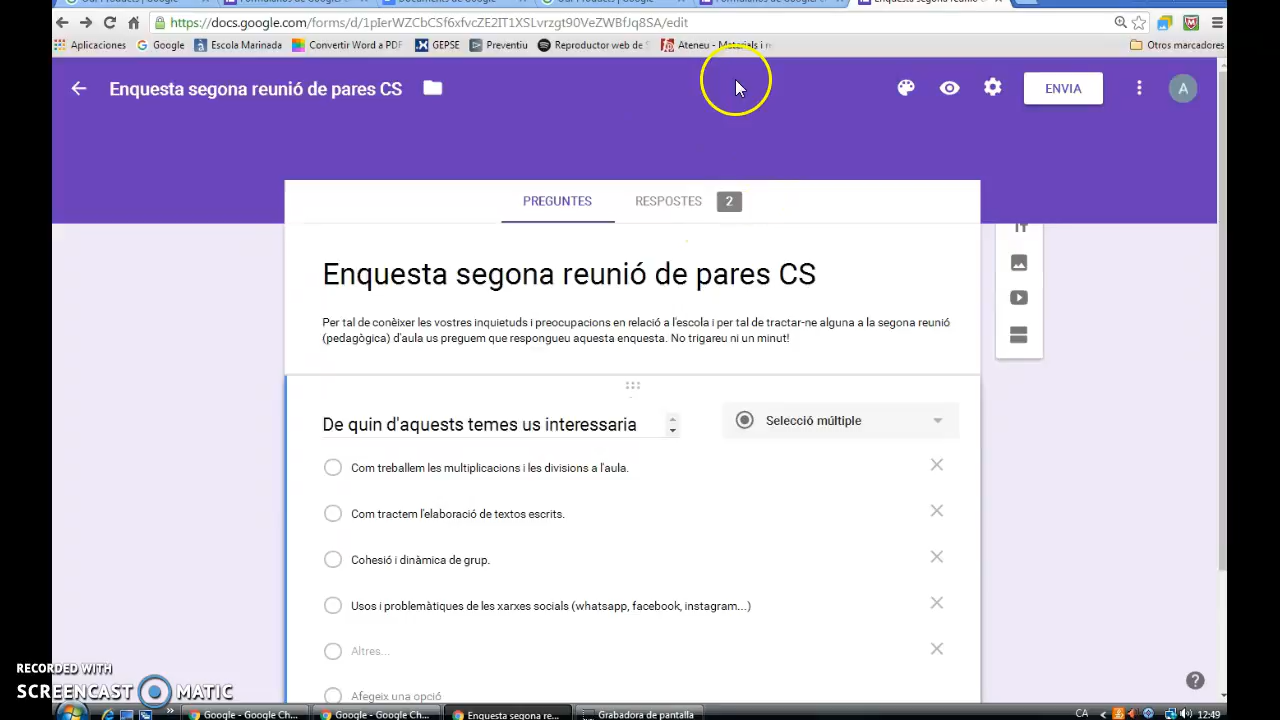 https://docs.google.com/forms/d/1pIerWZCbCSf6xfvcZE2IT1XSLvrzgt90VeZWBfJq8SA/edit
Aplicaciones Google Escola Marinada Convertir Word a PDF GEPSE Preventiu Reproductor web de S Ateneu - Materials i re Otros marcadores
Enquesta segona reunió de pares CS ENVIA A
PREGUNTES RESPOSTES 2
Enquesta segona reunió de pares CS
Per tal de conèixer les vostres inquietuds i preocupacions en relació a l'escola i per tal de tractar-ne alguna a la segona reunió
(pedagògica) d'aula us preguem que respongueu aquesta enquesta. No trigareu ni un minut!
De quin d'aquests temes us interessaria Selecció múltiple
Com treballem les multiplicacions i les divisions a l'aula.
Com tractem l'elaboració de textos escrits.
Cohesió i dinàmica de grup.
Usos i problemàtiques de les xarxes socials (whatsapp, facebook, instagram...)
Altres...
Afegeix una opció
RECORDED WITH
SCREENCAST MATIC
Google - Google Ch... Google - Google Ch... Enquesta segona re... Grabadora de pantalla CA 12:49